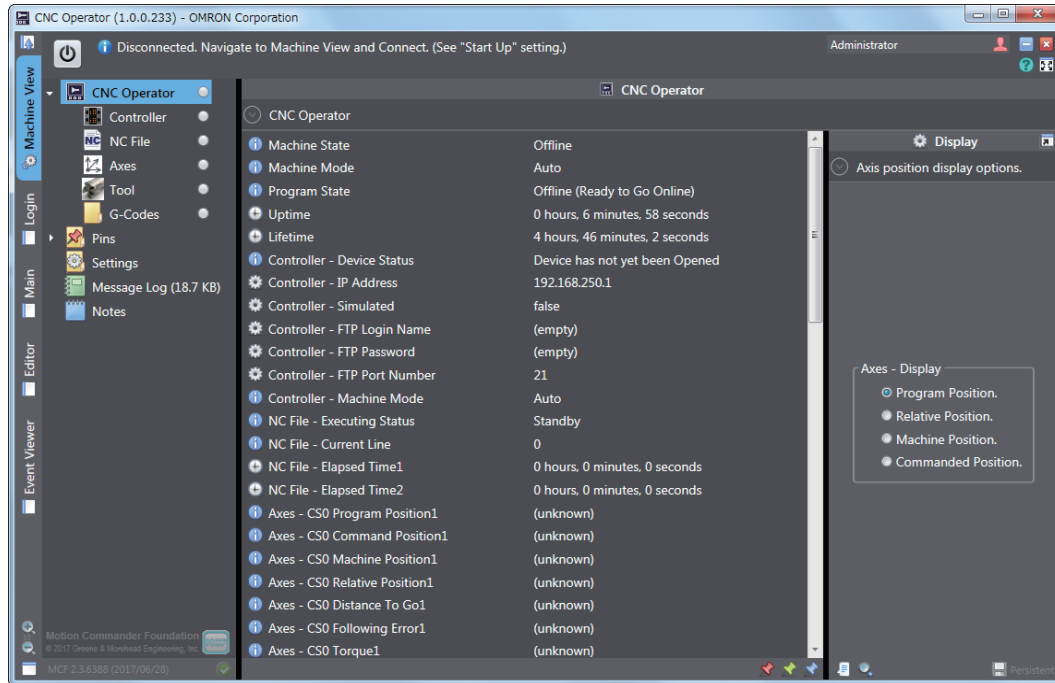 CNC Operator (1.0.0.233) - OMRON Corporation
Disconnected. Navigate to Machine View and Connect. (See "Start Up" setting.)
Administrator
Machine View
Login
Main
Editor
Event Viewer
CNC Operator
Controller
NC File
Axes
Tool
G-Codes
Pins
Settings
Message Log (18.7 KB)
Notes
Motion Commander Foundation
© 2017 Greene & Morehead Engineering, Inc.
MCF 2.3.6388 (2017/06/28)
CNC Operator
CNC Operator
Machine State Offline
Machine Mode Auto
Program State Offline (Ready to Go Online)
Uptime 0 hours, 6 minutes, 58 seconds
Lifetime 4 hours, 46 minutes, 2 seconds
Controller - Device Status Device has not yet been Opened
Controller - IP Address 192.168.250.1
Controller - Simulated false
Controller - FTP Login Name (empty)
Controller - FTP Password (empty)
Controller - FTP Port Number 21
Controller - Machine Mode Auto
NC File - Executing Status Standby
NC File - Current Line 0
NC File - Elapsed Time1 0 hours, 0 minutes, 0 seconds
NC File - Elapsed Time2 0 hours, 0 minutes, 0 seconds
Axes - CS0 Program Position1 (unknown)
Axes - CS0 Command Position1 (unknown)
Axes - CS0 Machine Position1 (unknown)
Axes - CS0 Relative Position1 (unknown)
Axes - CS0 Distance To Go1 (unknown)
Axes - CS0 Following Error1 (unknown)
Axes - CS0 Torque1 (unknown)
Display
Axis position display options.
Axes - Display
Program Position.
Relative Position.
Machine Position.
Commanded Position.
Persistent